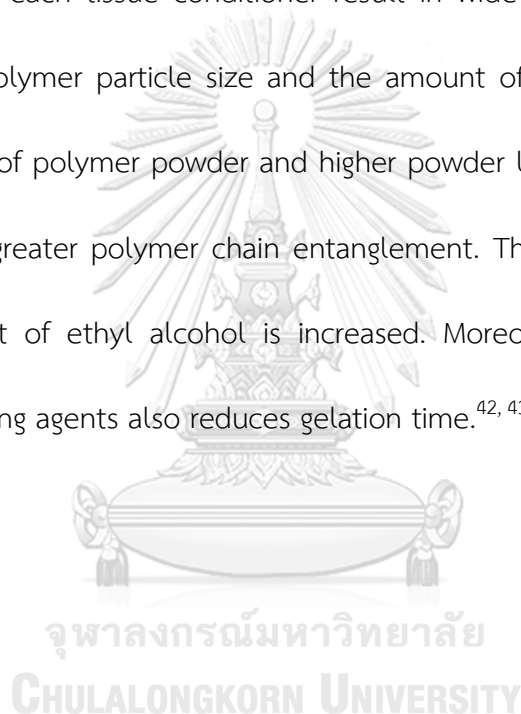 each tissue conditioner result in wide
polymer particle size and the amount of
of polymer powder and higher powder
greater polymer chain entanglement. Th
t of ethyl alcohol is increased. Moreo
ng agents also reduces gelation time.42, 43
จุฬาลงกรณ์มหาวิทยาลัย
CHULALONGKORN UNIVERSITY